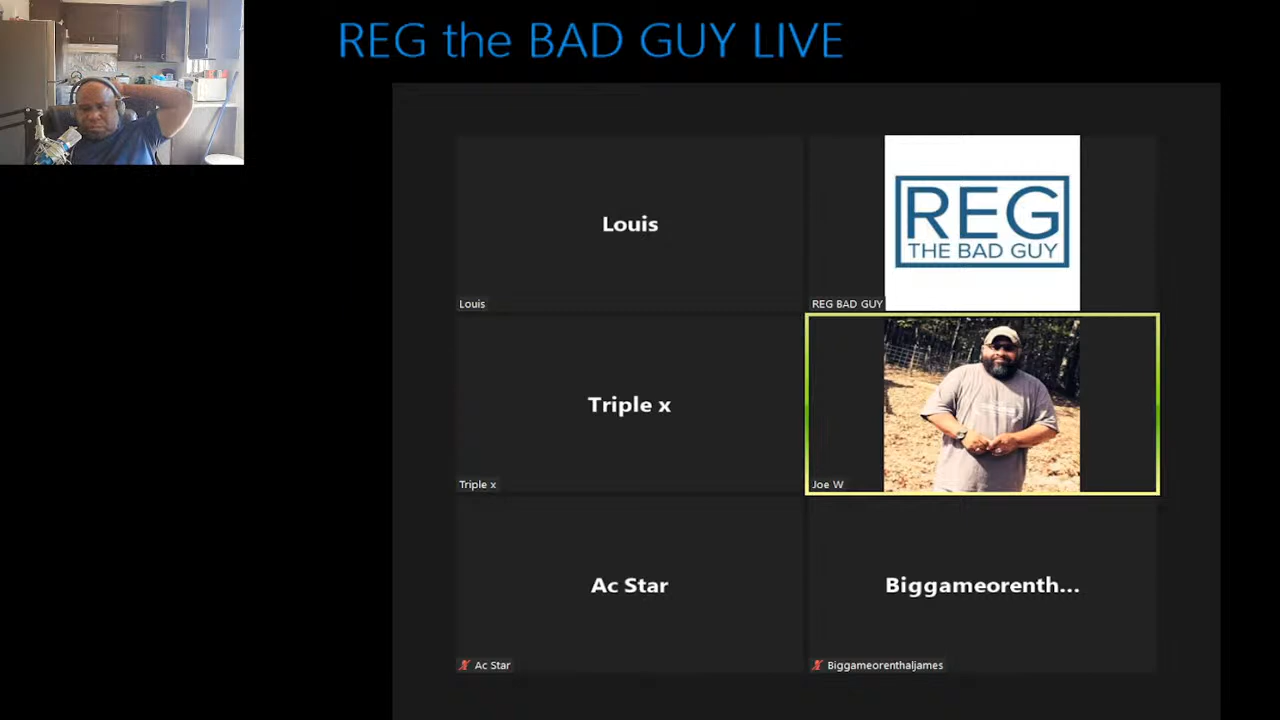 REG the BAD GUY LIVE
Louis
Louis
REG
THE BAD GUY
REG BAD GUY
Triple x
Triple x
Joe W
Ac Star
Ac Star
Biggameorenth...
Biggameorenthaljames